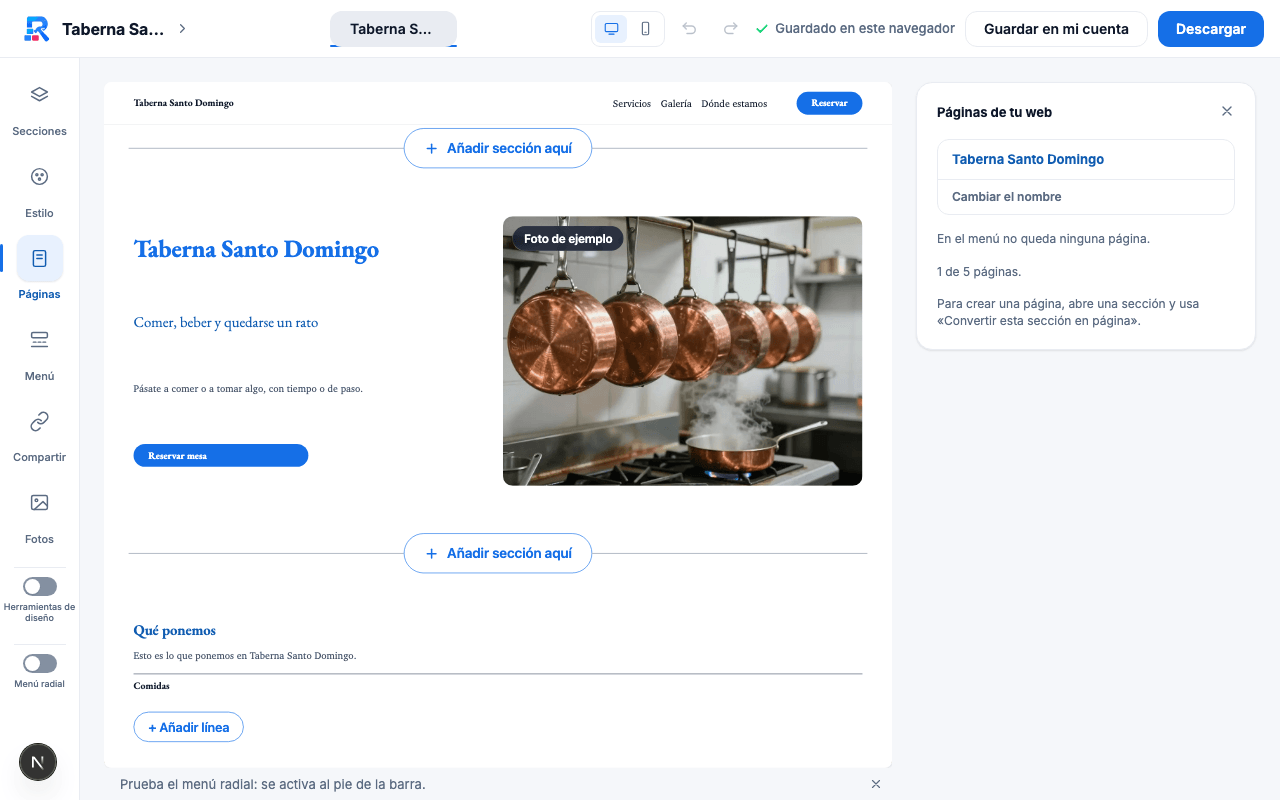 Taberna Sa...
Taberna S...
Guardado en este navegador
Guardar en mi cuenta
Descargar
Secciones
Estilo
Páginas
Menú
Compartir
Fotos
Herramientas de
diseño
Menú radial
N
Taberna Santo Domingo
Servicios Galería Dónde estamos
Reservar
+ Añadir sección aquí
Taberna Santo Domingo
Comer, beber y quedarse un rato
Pásate a comer o a tomar algo, con tiempo o de paso.
Reservar mesa
Foto de ejemplo
+ Añadir sección aquí
Qué ponemos
Esto es lo que ponemos en Taberna Santo Domingo.
Comidas
+ Añadir línea
Prueba el menú radial: se activa al pie de la barra.
Páginas de tu web
Taberna Santo Domingo
Cambiar el nombre
En el menú no queda ninguna página.
1 de 5 páginas.
Para crear una página, abre una sección y usa
«Convertir esta sección en página».